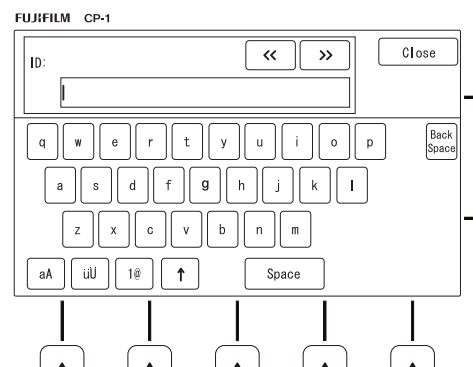 FUJIFILM CP-1
ID: << >> Close
q w e r t y u i o p Back Space
a s d f g h j k l
z x c v b n m
aA üÜ 1@ ↑ Space